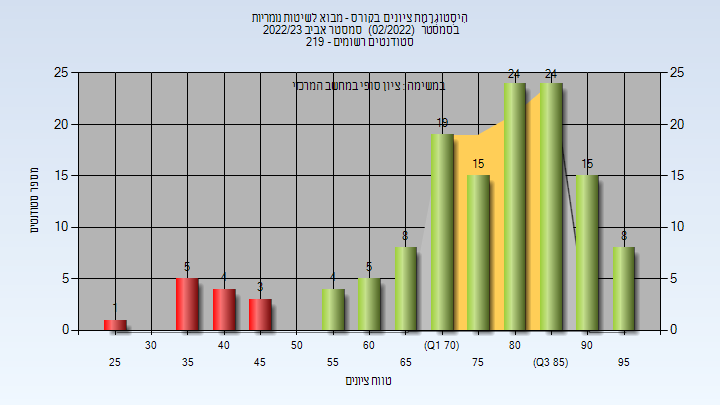 הִיסְטוֹגְרַמַת ציונים בקורס - מבוא לשיטות נומריות
בסמסטר (02/2022) סמסטר אביב 2022/23
סטודנטים רשומים - 219
במשימה : ציון סופי במחשב המרכזי
מספר סטודנטים
25 25
20 20
15 15
10 10
5 5
0 0
1 5 4 3 4 5 8 19 15 24 24 15 8
30 40 50 60 (Q1 70) 80 90
25 35 45 55 65 75 (Q3 85) 95
טווח ציונים